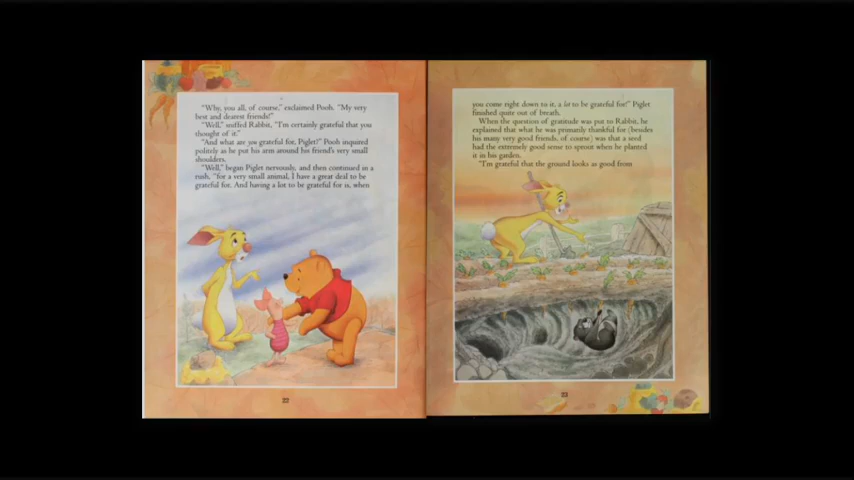 "Why, you all, of course," exclaimed Pooh. "My very
best and dearest friends!"
"Well," sniffed Rabbit, "I'm certainly grateful that you
thought of it."
"And what are you grateful for, Piglet?" Pooh inquired
politely as he put his arm around his friend's very small
shoulders.
"Well," began Piglet nervously, and then continued in a
rush, "for a very small animal, I have a great deal to be
grateful for. And having a lot to be grateful for is, when
22
you come right down to it, a lot to be grateful for!" Piglet
finished quite out of breath.
When the question of gratitude was put to Rabbit, he
explained that what he was primarily thankful for (besides
his many very good friends, of course) was that a seed
had the extremely good sense to sprout when he planted
it in his garden.
"I'm grateful that the ground looks as good from
23